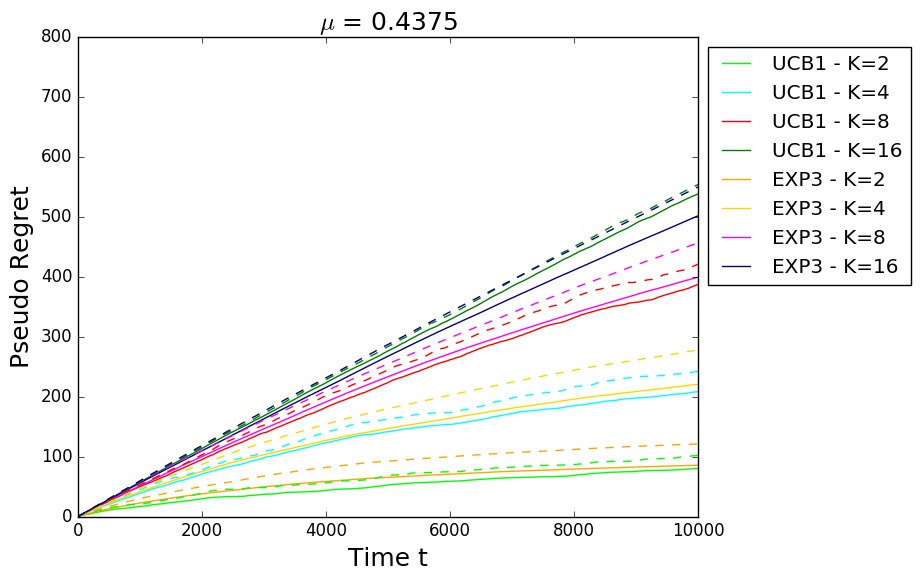 μ = 0.4375
800
700
600
500
400
300
200
100
0
Pseudo Regret
0 2000 4000 6000 8000 10000
Time t
UCB1 - K=2
UCB1 - K=4
UCB1 - K=8
UCB1 - K=16
EXP3 - K=2
EXP3 - K=4
EXP3 - K=8
EXP3 - K=16